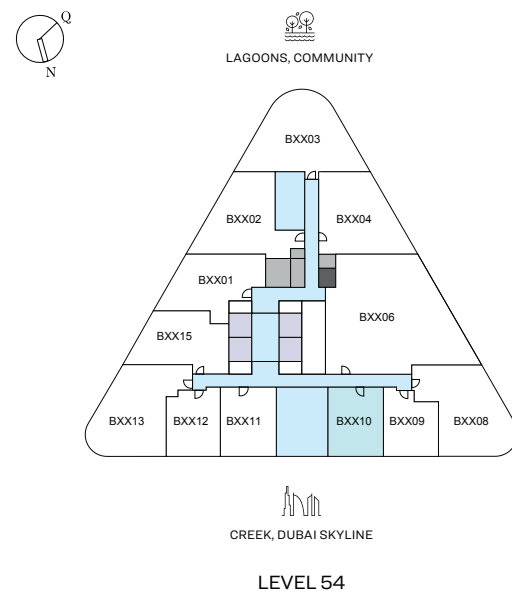 Q
N
LAGOONS, COMMUNITY
BXX03
BXX02
BXX04
BXX01
BXX06
BXX15
BXX13
BXX12
BXX11
BXX10
BXX09
BXX08
CREEK, DUBAI SKYLINE
LEVEL 54